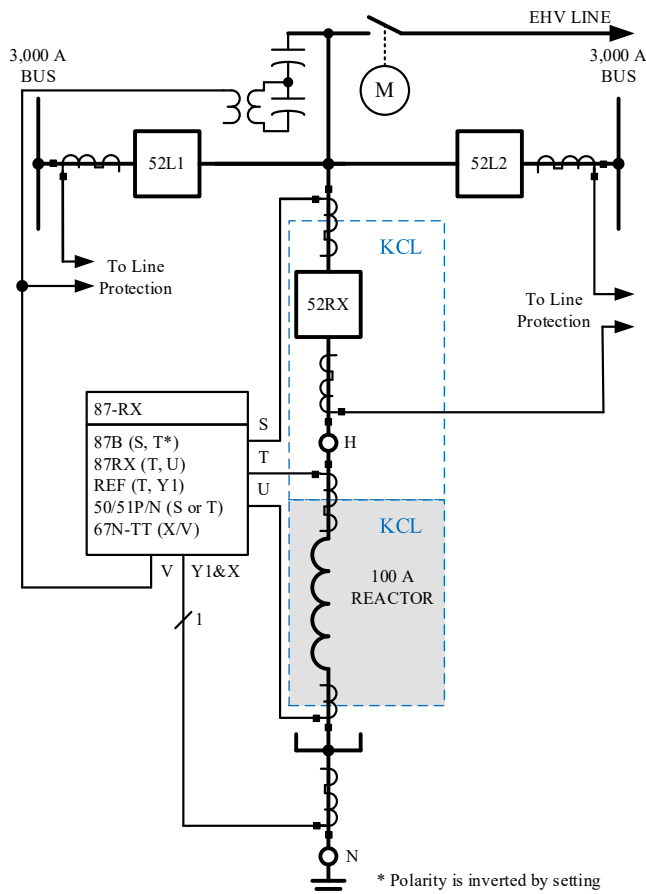 EHV LINE
3,000 A
BUS
3,000 A
BUS
M
52L1
52L2
KCL
To Line
Protection
52RX
To Line
Protection
87-RX
S
H
87B (S, T*)
87RX (T, U)
REF (T, Y1)
50/51P/N (S or T)
67N-TT (X/V)
T
U
KCL
V
Y1&X
100 A
REACTOR
1
N
* Polarity is inverted by setting